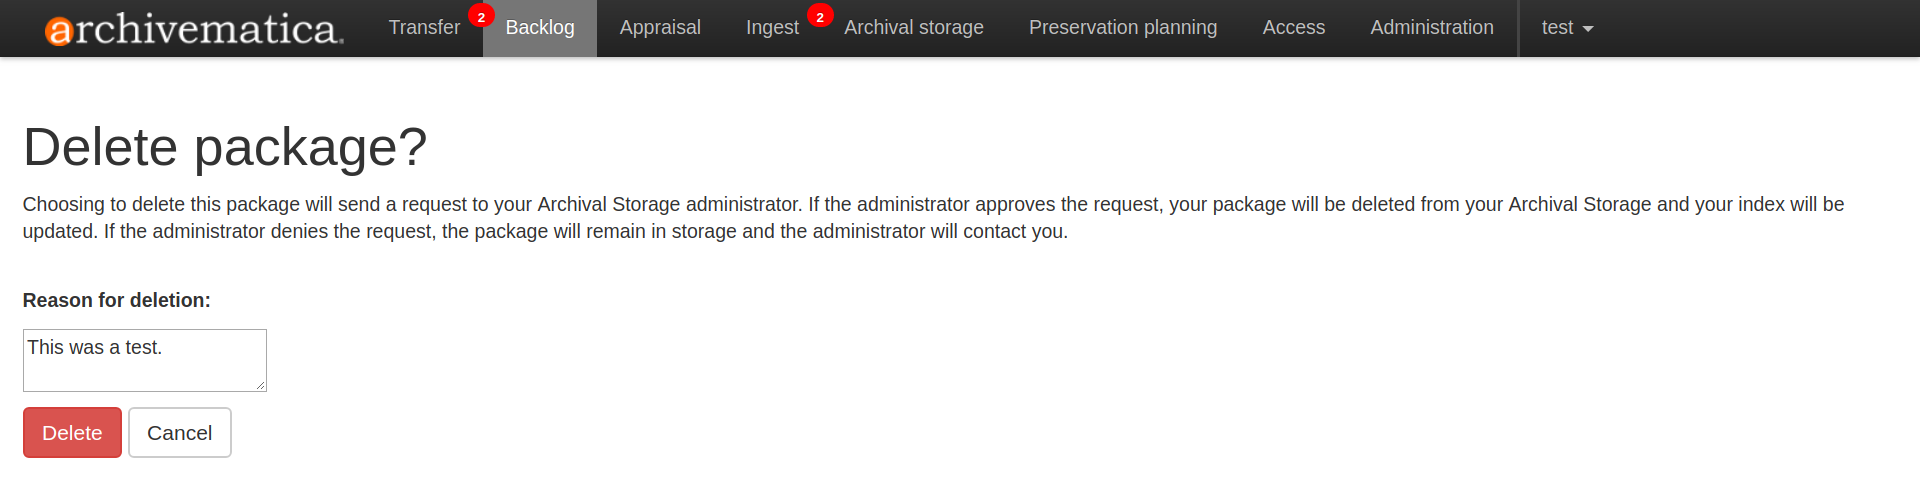 archivematica. Transfer 2 Backlog Appraisal Ingest 2 Archival storage Preservation planning Access Administration test
Delete package?
Choosing to delete this package will send a request to your Archival Storage administrator. If the administrator approves the request, your package will be deleted from your Archival Storage and your index will be
updated. If the administrator denies the request, the package will remain in storage and the administrator will contact you.
Reason for deletion:
This was a test.
Delete Cancel